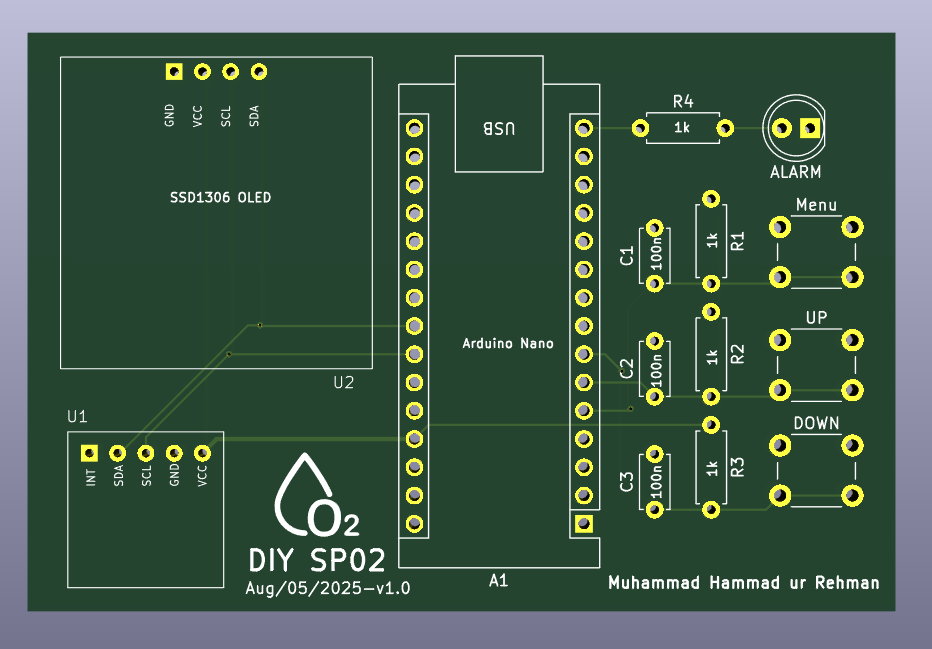 GND
VCC
SCL
SDA
SSD1306 OLED
U2
USB
Arduino Nano
A1
R4
1k
ALARM
Menu
C1
100n
1k
R1
UP
C2
100n
1k
R2
DOWN
C3
100n
1k
R3
U1
INT
SDA
SCL
GND
VCC
O2
DIY SPO2
Aug/05/2025-v1.0
Muhammad Hammad ur Rehman